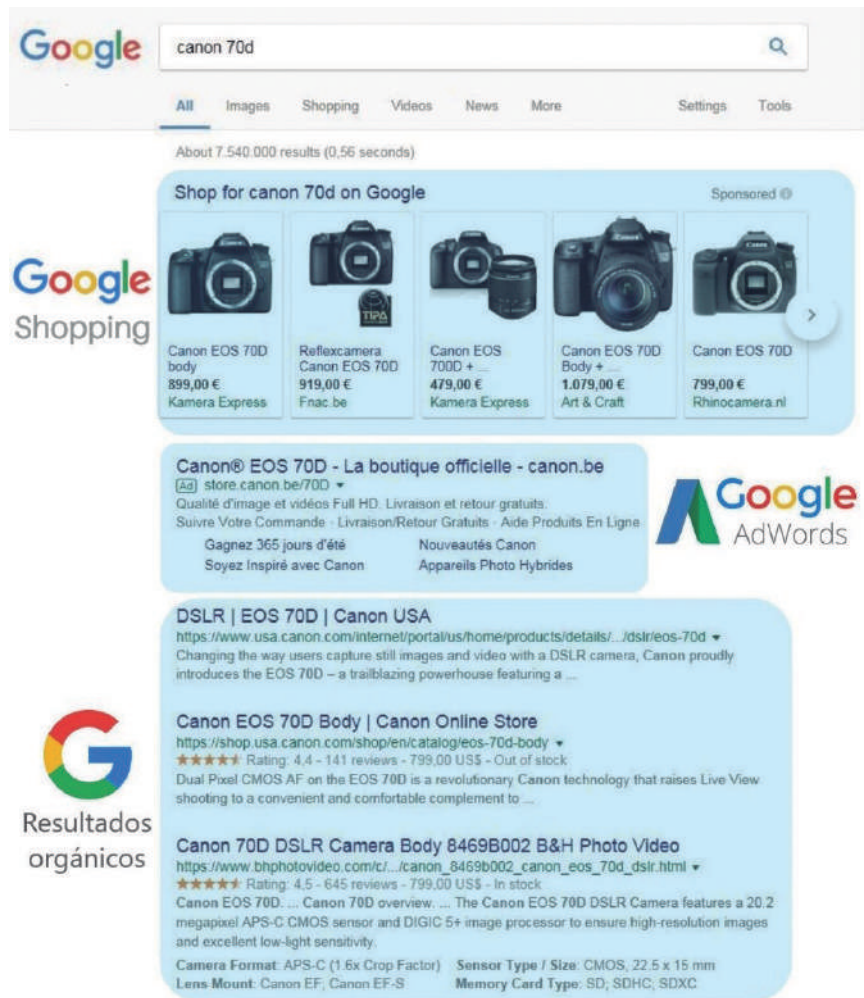 Google
canon 70d
All Images Shopping Videos News More Settings Tools
About 7.540.000 results (0,56 seconds)
Shop for canon 70d on Google Sponsored
Google
Shopping
TIPA
Canon EOS 70D
body
899,00 €
Kamera Express
Reflexcamera
Canon EOS 70D
919,00 €
Fnac.be
Canon EOS
700D + ...
479,00 €
Kamera Express
Canon EOS 70D
Body + ...
1.079,00 €
Art & Craft
Canon EOS 70D
799,00 €
Rhinocamera.nl
Canon® EOS 70D - La boutique officielle - canon.be
Ad store.canon.be/70D
Qualité d'image et vidéos Full HD. Livraison et retour gratuits.
Suivre Votre Commande · Livraison/Retour Gratuits · Aide Produits En Ligne
Gagnez 365 jours d'été Nouveautés Canon
Soyez Inspiré avec Canon Appareils Photo Hybrides
Google
AdWords
DSLR | EOS 70D | Canon USA
https://www.usa.canon.com/internet/portal/us/home/products/details/.../dslr/eos-70d
Changing the way users capture still images and video with a DSLR camera, Canon proudly
introduces the EOS 70D – a trailblazing powerhouse featuring a ...
Canon EOS 70D Body | Canon Online Store
https://shop.usa.canon.com/shop/en/catalog/eos-70d-body
Rating: 4,4 - 141 reviews - 799,00 US$ - Out of stock
Dual Pixel CMOS AF on the EOS 70D is a revolutionary Canon technology that raises Live View
shooting to a convenient and comfortable complement to ...
G
Resultados
orgánicos
Canon 70D DSLR Camera Body 8469B002 B&H Photo Video
https://www.bhphotovideo.com/c/.../canon_8469b002_canon_eos_70d_dslr.html
Rating: 4,5 - 645 reviews - 799,00 US$ - In stock
Canon EOS 70D. ... Canon 70D overview. ... The Canon EOS 70D DSLR Camera features a 20.2
megapixel APS-C CMOS sensor and DIGIC 5+ image processor to ensure high-resolution images
and excellent low-light sensitivity.
Camera Format: APS-C (1.6x Crop Factor) Sensor Type / Size: CMOS, 22.5 x 15 mm
Lens Mount: Canon EF; Canon EF-S Memory Card Type: SD; SDHC; SDXC